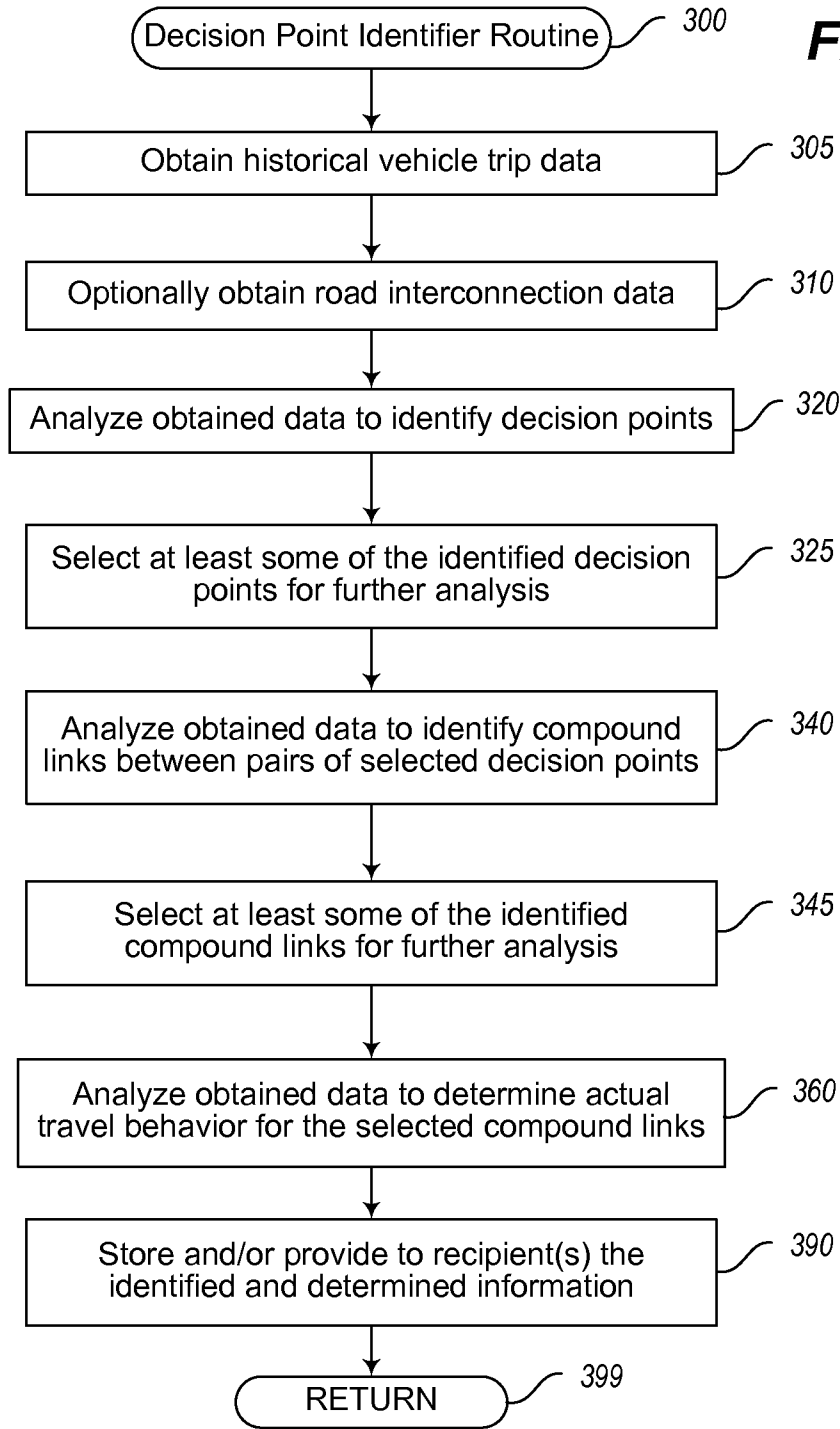 Decision Point Identifier Routine
300
F
Obtain historical vehicle trip data
305
Optionally obtain road interconnection data
310
Analyze obtained data to identify decision points
320
Select at least some of the identified decision
points for further analysis
325
Analyze obtained data to identify compound
links between pairs of selected decision points
340
Select at least some of the identified
compound links for further analysis
345
Analyze obtained data to determine actual
travel behavior for the selected compound links
360
Store and/or provide to recipient(s) the
identified and determined information
390
RETURN
399